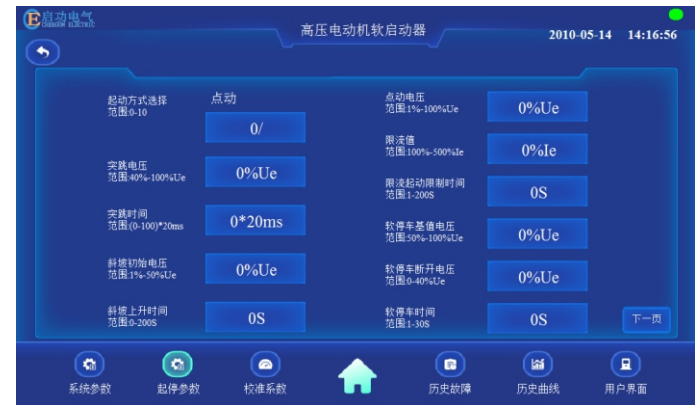 启动电气
高压电动机软启动器
2010-05-14 14:16:56
起动方式选择
范围:0-10
点动
0/
突跳电压
范围:40%-100%Ue
0%Ue
突跳时间
范围:(0-100)*20ms
0*20ms
斜坡初始电压
范围:1%-50%Ue
0%Ue
斜坡上升时间
范围:0-200S
0S
点动电压
范围:1%-100%Ue
0%Ue
限流值
范围:100%-500%Ie
0%Ie
限流起动限制时间
范围:1-200S
0S
软停车基值电压
范围:50%-100%Ue
0%Ue
软停车断开电压
范围:0-40%Ue
0%Ue
软停车时间
范围:1-30S
0S
下一页
系统参数
起停参数
校准系数
历史故障
历史曲线
用户界面